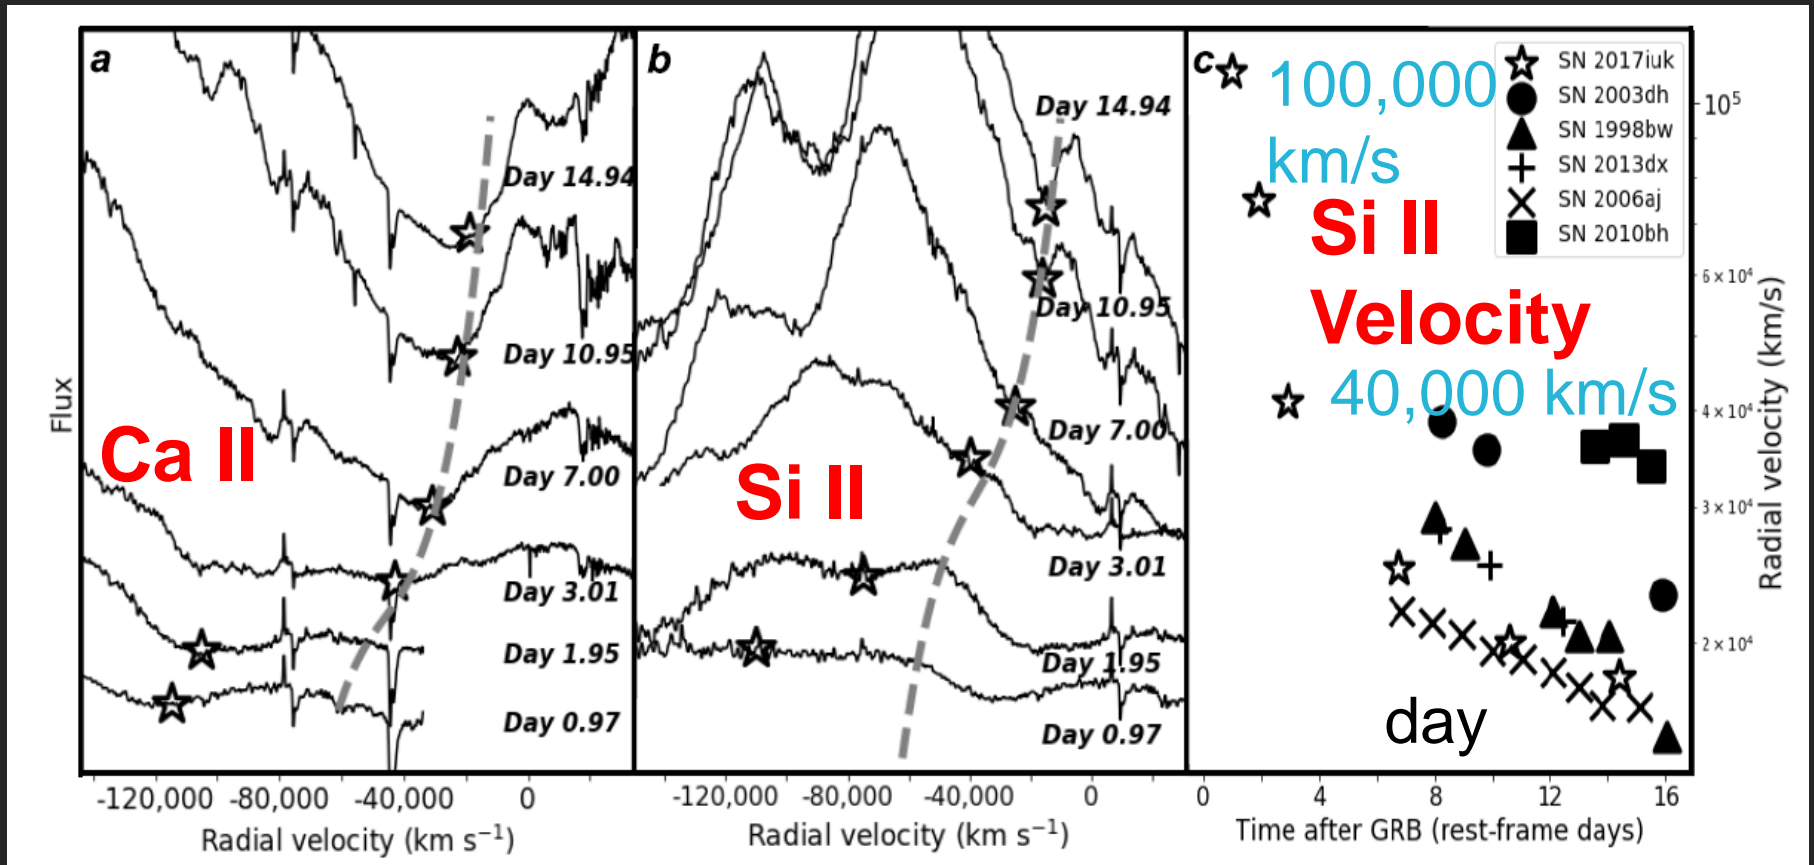 a
Flux
Ca II
Day 14.94
Day 10.95
Day 7.00
Day 3.01
Day 1.95
Day 0.97
-120,000 -80,000 -40,000 0
Radial velocity (km s⁻¹)
b
Si II
Day 14.94
Day 10.95
Day 7.00
Day 3.01
Day 1.95
Day 0.97
-120,000 -80,000 -40,000 0
Radial velocity (km s⁻¹)
c
100,000
km/s
Si II
Velocity
40,000 km/s
day
SN 2017iuk
SN 2003dh
SN 1998bw
SN 2013dx
SN 2006aj
SN 2010bh
10⁵
6 × 10⁴
4 × 10⁴
3 × 10⁴
2 × 10⁴
Radial velocity (km/s)
0 4 8 12 16
Time after GRB (rest-frame days)